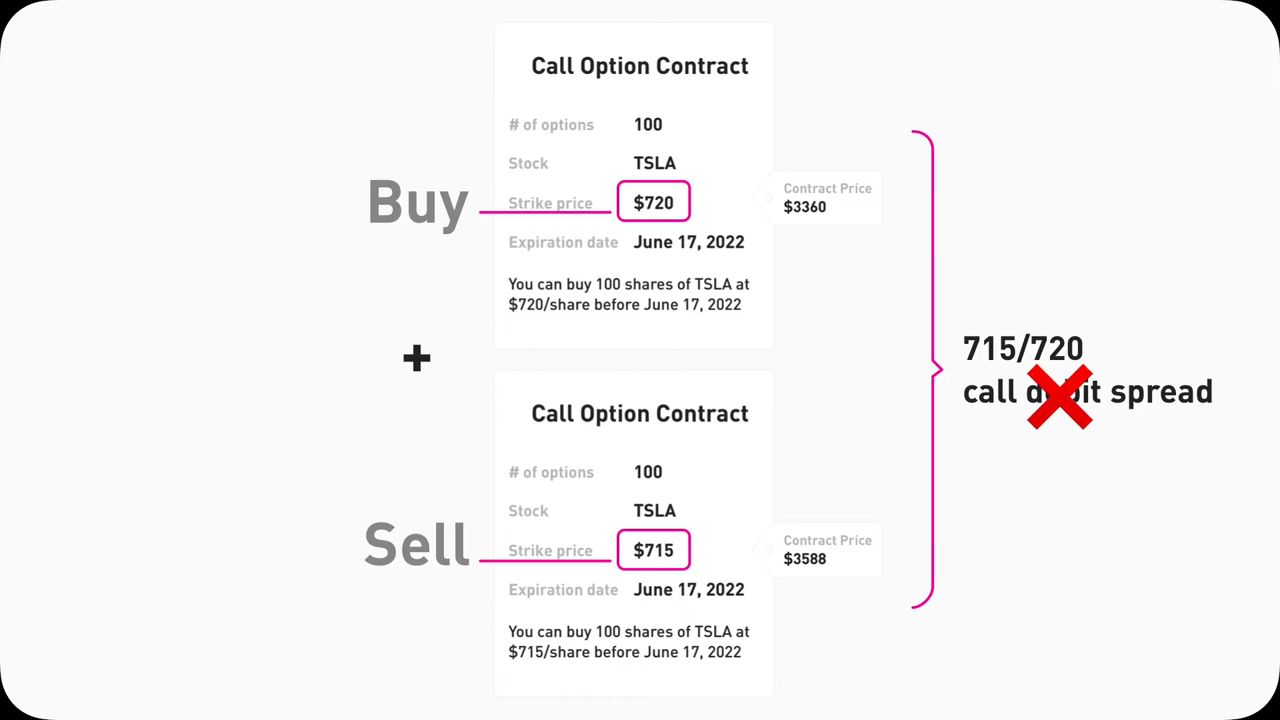 Call Option Contract
# of options 100
Stock TSLA
Buy
Strike price $720
Contract Price
$3360
Expiration date June 17, 2022
You can buy 100 shares of TSLA at
$720/share before June 17, 2022
+
715/720
call debit spread
Call Option Contract
# of options 100
Stock TSLA
Sell
Strike price $715
Contract Price
$3588
Expiration date June 17, 2022
You can buy 100 shares of TSLA at
$715/share before June 17, 2022